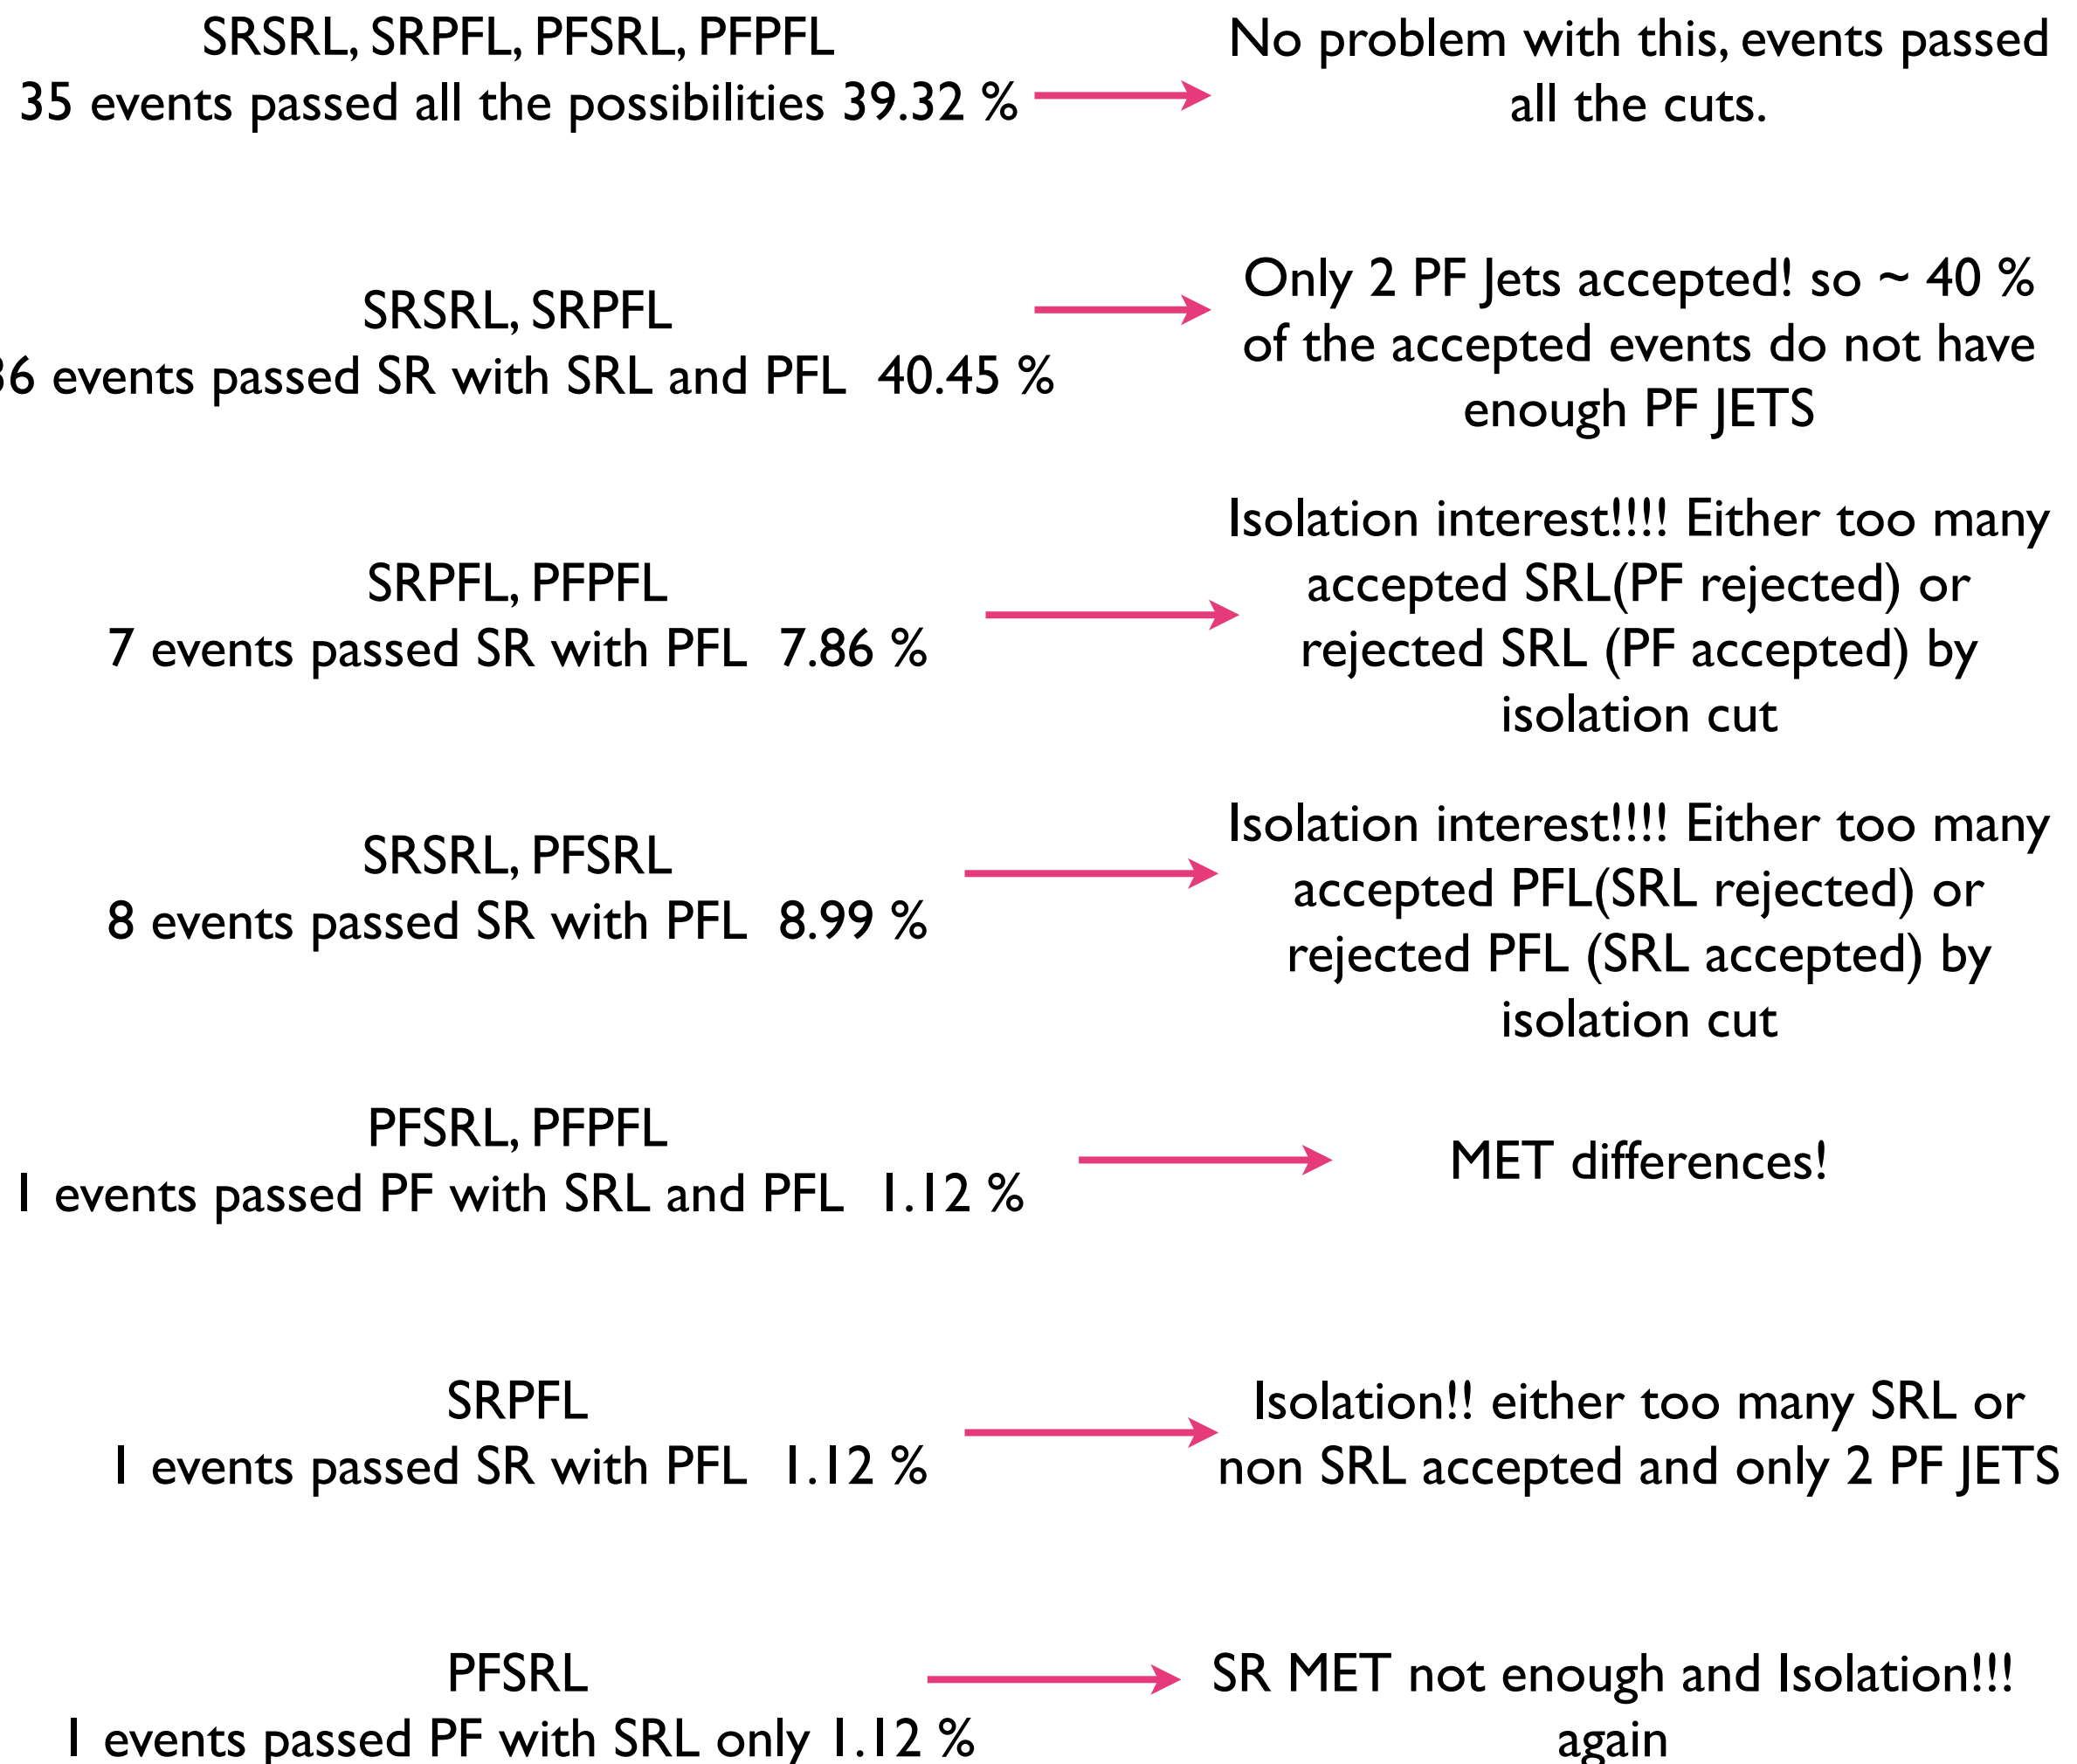 SRSRL, SRPFL, PFSRL, PFPFL
35 events passed all the possibilities 39.32 %
No problem with this, events passed
all the cuts.
SRSRL, SRPFL
36 events passed SR with SRL and PFL 40.45 %
Only 2 PF Jets accepted! so ~ 40 %
of the accepted events do not have
enough PF JETS
SRPFL, PFPFL
7 events passed SR with PFL 7.86 %
Isolation interest!!!! Either too many
accepted SRL(PF rejected) or
rejected SRL (PF accepted) by
isolation cut
SRSRL, PFSRL
8 events passed SR with PFL 8.99 %
Isolation interest!!!! Either too many
accepted PFL(SRL rejected) or
rejected PFL (SRL accepted) by
isolation cut
PFSRL, PFPFL
1 events passed PF with SRL and PFL 1.12 %
MET differences!
SRPFL
1 events passed SR with PFL 1.12 %
Isolation!! either too many SRL or
non SRL accepted and only 2 PF JETS
PFSRL
1 events passed PF with SRL only 1.12 %
SR MET not enough and Isolation!!!
again